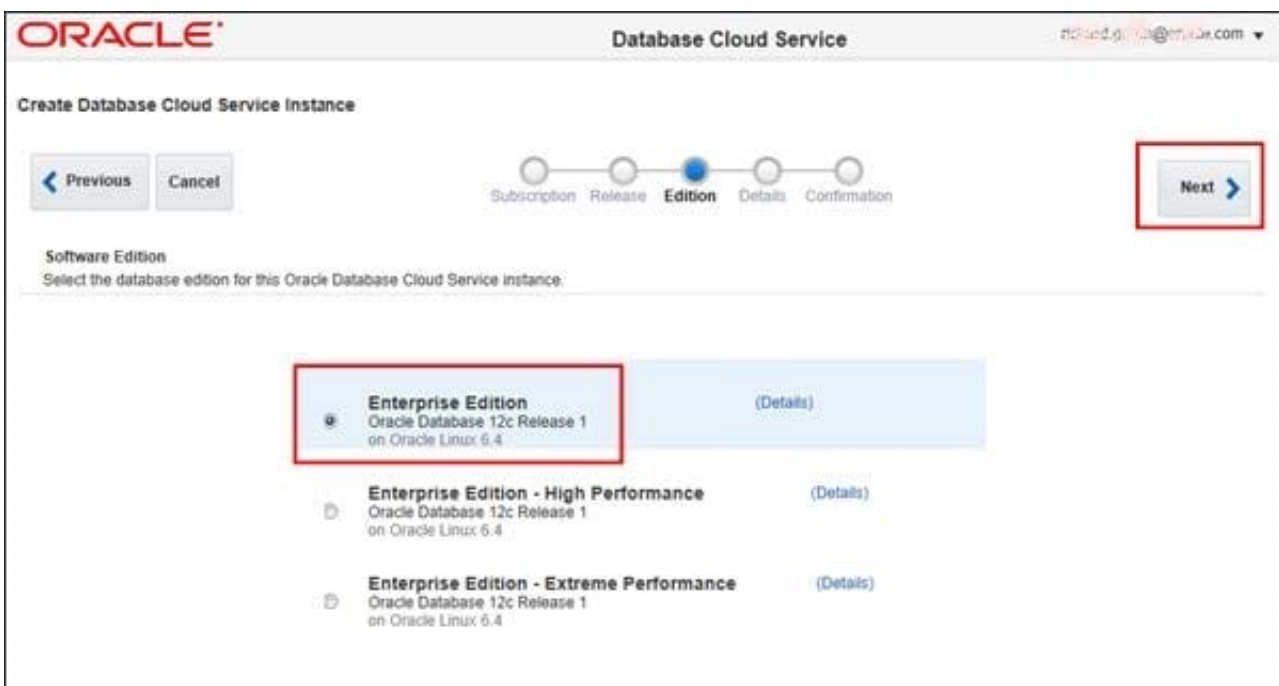 ORACLE
Database Cloud Service
Create Database Cloud Service Instance
Previous
Cancel
Subscription Release Edition Details Confirmation
Next
Software Edition
Select the database edition for this Oracle Database Cloud Service instance.
Enterprise Edition (Details)
Oracle Database 12c Release 1
on Oracle Linux 6.4
Enterprise Edition - High Performance (Details)
Oracle Database 12c Release 1
on Oracle Linux 6.4
Enterprise Edition - Extreme Performance (Details)
Oracle Database 12c Release 1
on Oracle Linux 6.4